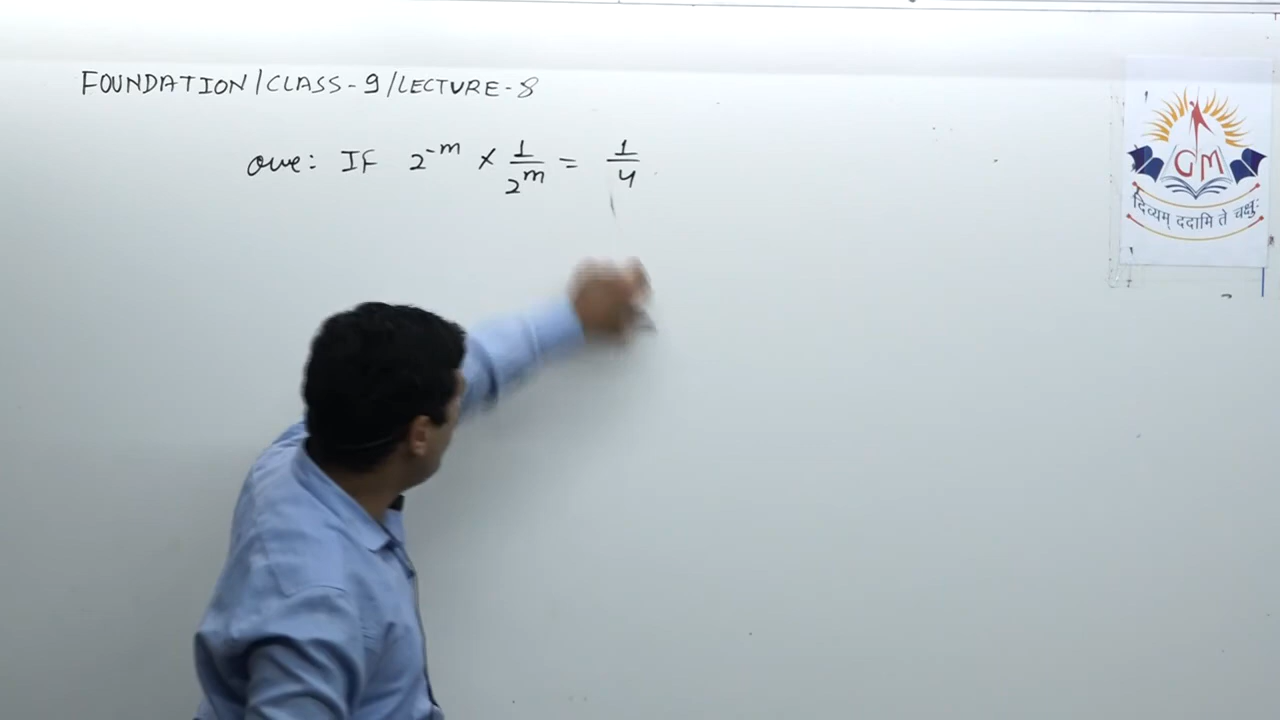 FOUNDATION/CLASS-9/LECTURE-8
Que: IF 2^{-m} × 1/2^m = 1/4
GM
दिव्यम् ददामि ते चक्षुः